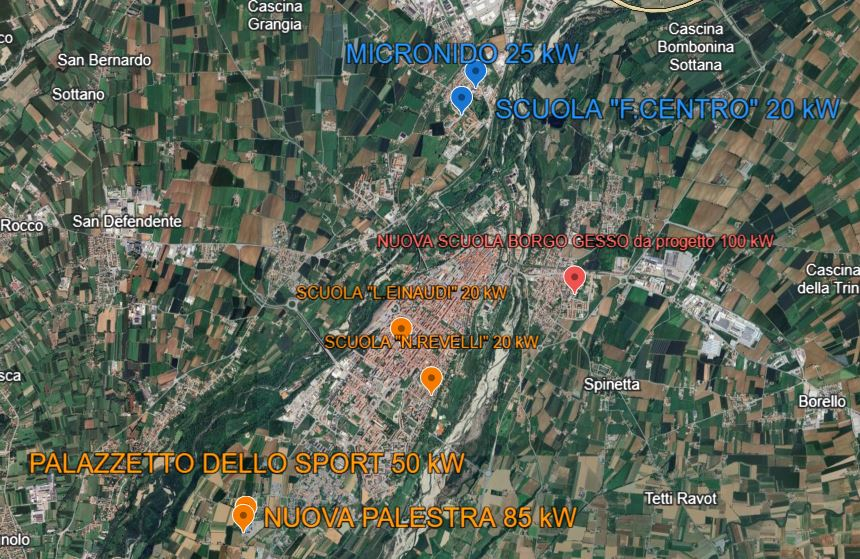 Cascina
Grangia
San Bernardo
Sottano
Cascina
Bombonina
Sottana
MICRONIDO 25 kW
SCUOLA "F.CENTRO" 20 kW
Rocco
San Defendente
NUOVA SCUOLA BORGO GESSO da progetto 100 kW
Cascina
della Trin
SCUOLA "L.EINAUDI" 20 kW
SCUOLA "N.REVELLI" 20 kW
Spinetta
Borello
PALAZZETTO DELLO SPORT 50 kW
NUOVA PALESTRA 85 kW
Tetti Ravot